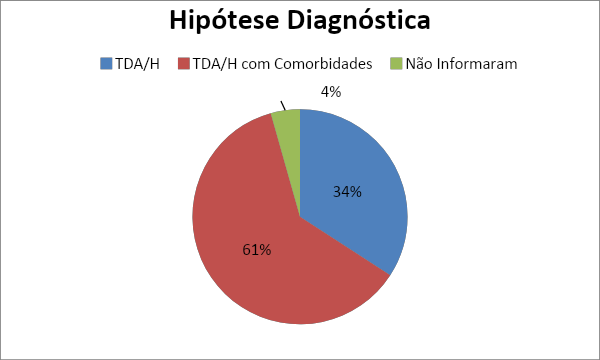 Hipótese Diagnóstica
TDA/H TDA/H com Comorbidades Não Informaram
4%
34%
61%